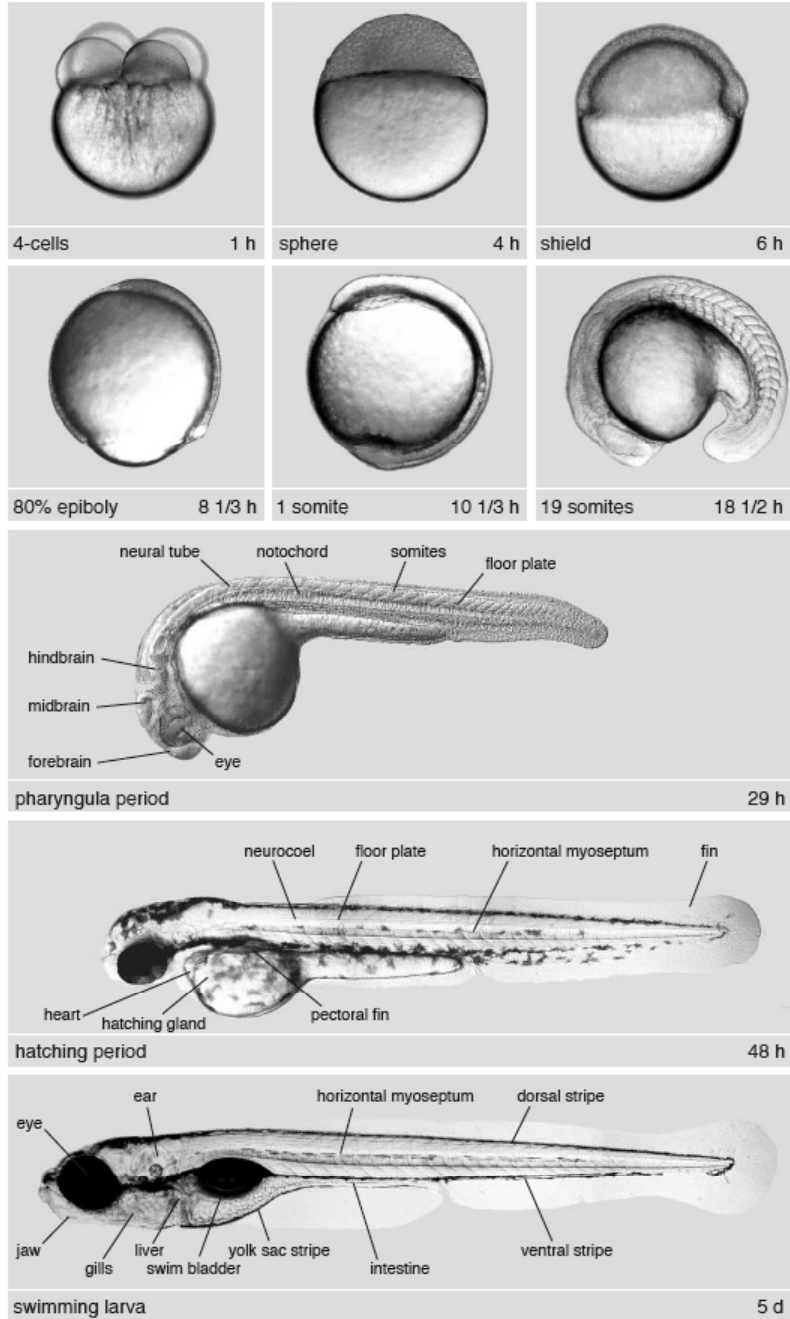 4-cells 1 h
sphere 4 h
shield 6 h
80% epiboly 8 1/3 h
1 somite 10 1/3 h
19 somites 18 1/2 h
neural tube
notochord
somites
floor plate
hindbrain
midbrain
forebrain
eye
pharyngula period 29 h
neurocoel
floor plate
horizontal myoseptum
fin
heart
hatching gland
pectoral fin
hatching period 48 h
ear
horizontal myoseptum
dorsal stripe
eye
jaw
gills
liver
swim bladder
yolk sac stripe
intestine
ventral stripe
swimming larva 5 d